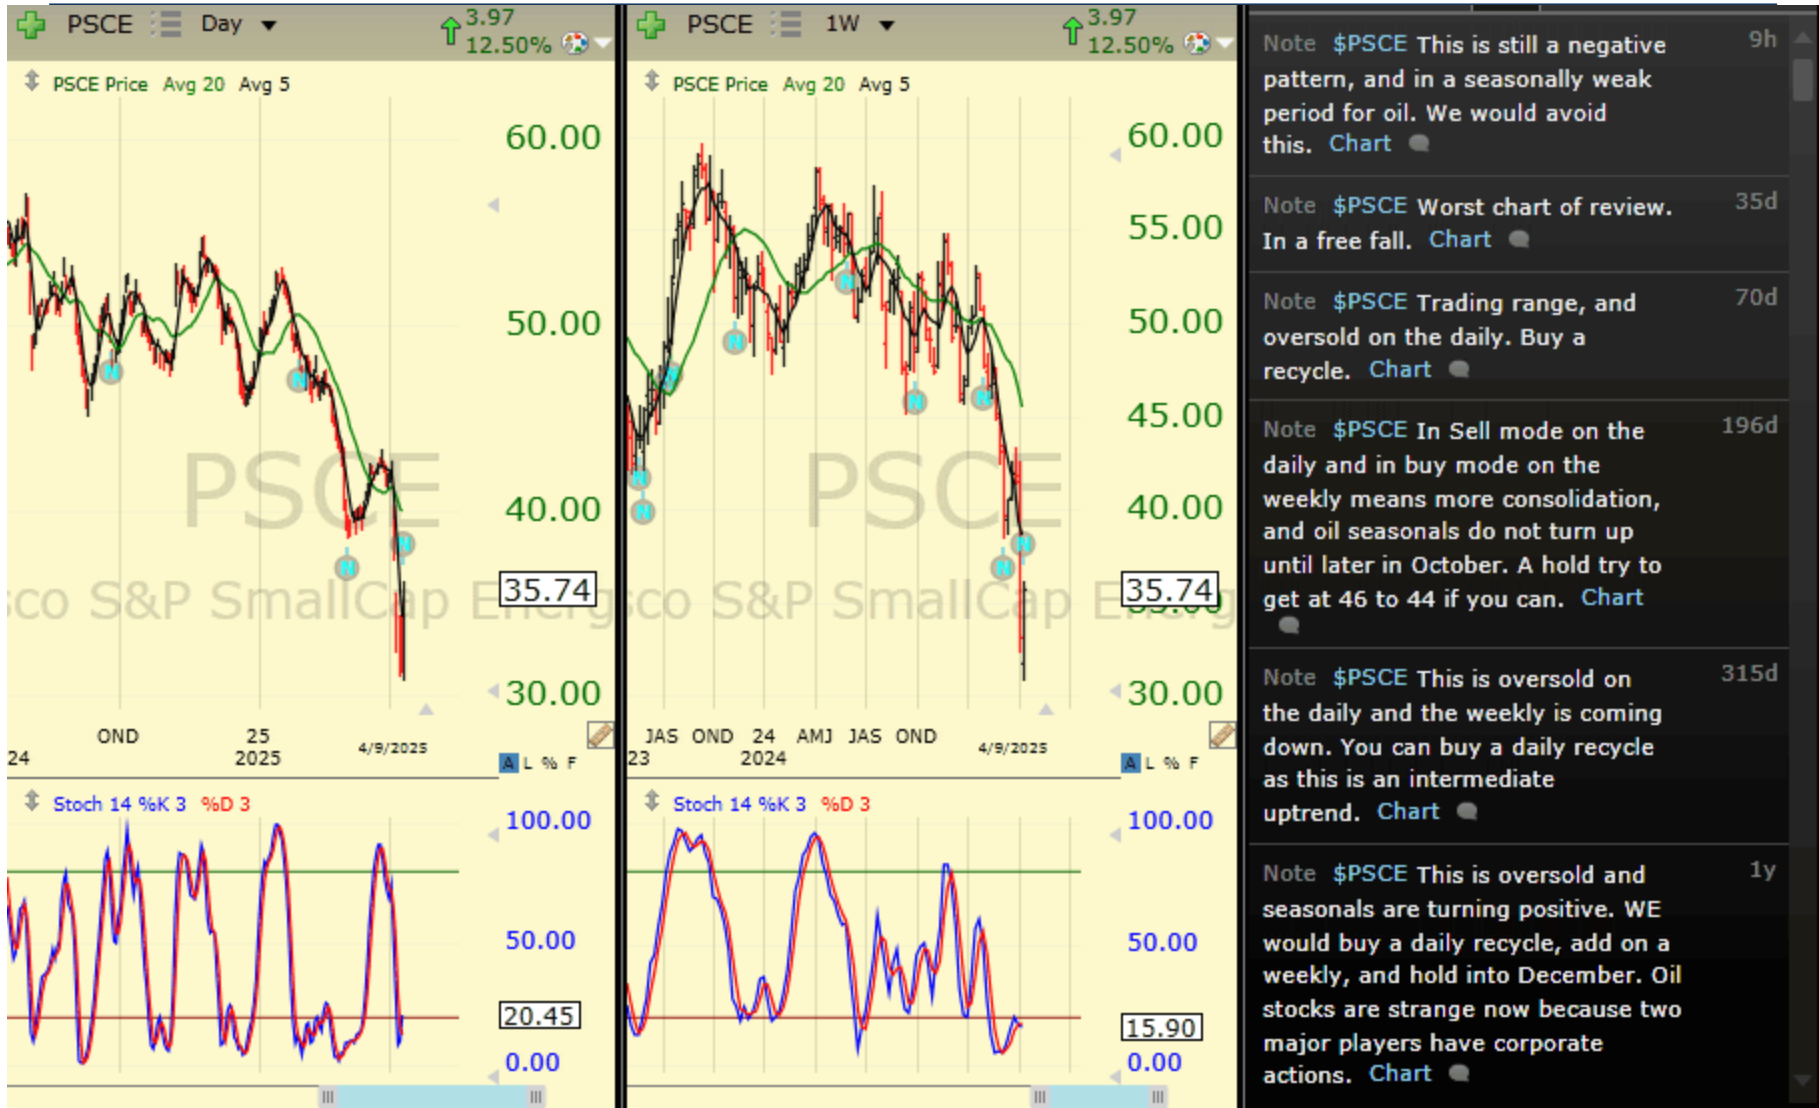 PSCE Day
3.97
12.50%
PSCE Price Avg 20 Avg 5
60.00
50.00
40.00
35.74
30.00
PSCE
sco S&P SmallCap Energ
OND 25
24 2025 4/9/2025
A L % F
Stoch 14 %K 3 %D 3
100.00
50.00
20.45
0.00
N
N
N
N
PSCE 1W
3.97
12.50%
PSCE Price Avg 20 Avg 5
60.00
55.00
50.00
45.00
40.00
35.74
30.00
PSCE
sco S&P SmallCap Energ
JAS OND 24 AMJ JAS OND
23 2024 4/9/2025
A L % F
Stoch 14 %K 3 %D 3
100.00
50.00
15.90
0.00
N
N
N
N
N
N
N
N
N
Note $PSCE This is still a negative 9h
pattern, and in a seasonally weak
period for oil. We would avoid
this. Chart
Note $PSCE Worst chart of review. 35d
In a free fall. Chart
Note $PSCE Trading range, and 70d
oversold on the daily. Buy a
recycle. Chart
Note $PSCE In Sell mode on the 196d
daily and in buy mode on the
weekly means more consolidation,
and oil seasonals do not turn up
until later in October. A hold try to
get at 46 to 44 if you can. Chart
Note $PSCE This is oversold on 315d
the daily and the weekly is coming
down. You can buy a daily recycle
as this is an intermediate
uptrend. Chart
Note $PSCE This is oversold and 1y
seasonals are turning positive. WE
would buy a daily recycle, add on a
weekly, and hold into December. Oil
stocks are strange now because two
major players have corporate
actions. Chart